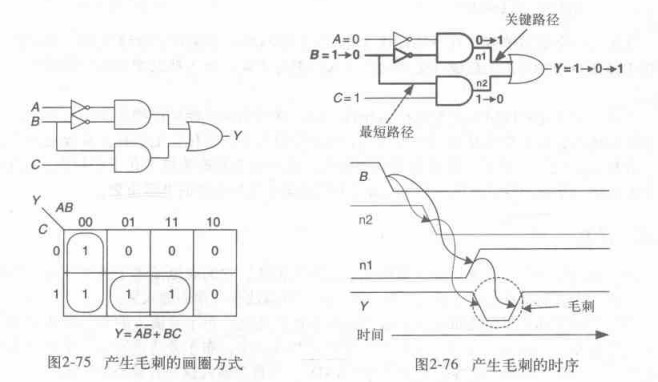 A
B
C
Y
Y
AB
C
00 01 11 10
0 1 0 0 0
1 1 1 1 0
Y=A̅B̅+BC
图2-75 产生毛刺的画圈方式
关键路径
A=0
0→1
B=1→0
n1
Y=1→0→1
n2
C=1
1→0
最短路径
B
n2
n1
Y
毛刺
时间
图2-76 产生毛刺的时序